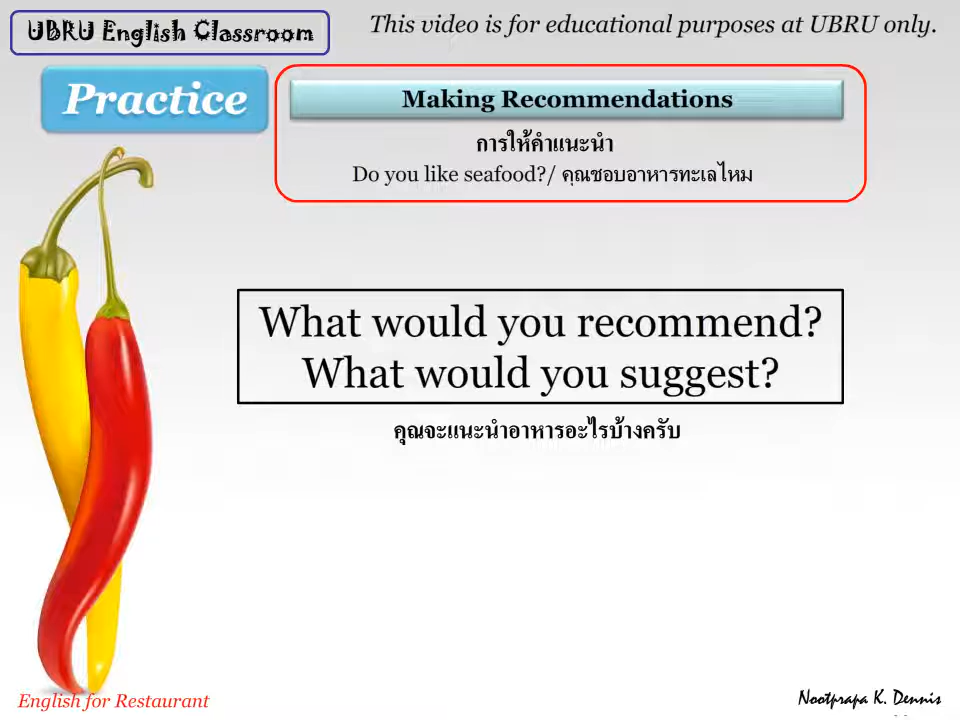 UBRU English Classroom
This video is for educational purposes at UBRU only.
Practice
Making Recommendations
การให้คำแนะนำ
Do you like seafood?/ คุณชอบอาหารทะเลไหม
What would you recommend?
What would you suggest?
คุณจะแนะนำอาหารอะไรบ้างครับ
English for Restaurant
Nootprapa K. Dennis